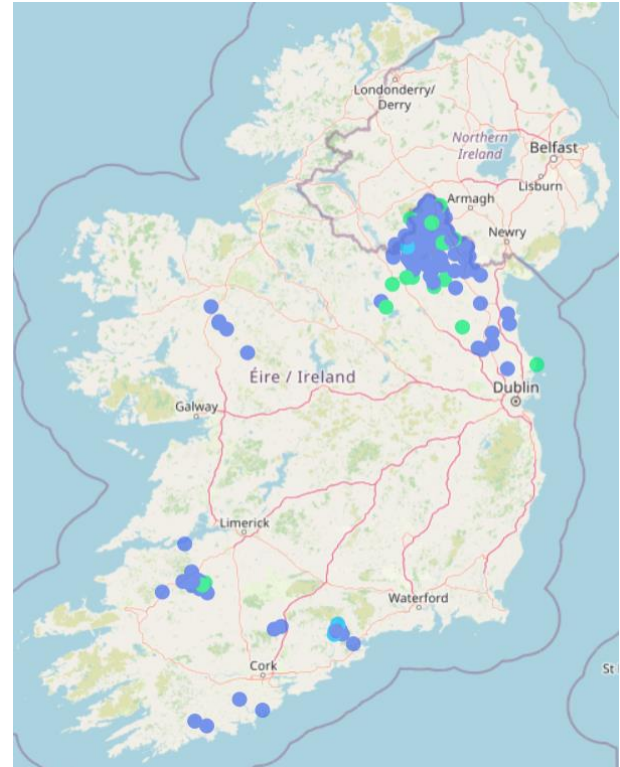 Londonderry/
Derry
Northern
Ireland
Belfast
Lisburn
Armagh
Newry
Éire / Ireland
Galway
Dublin
Limerick
Waterford
Cork
St